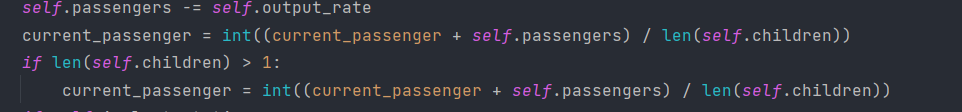 self.passengers -= self.output_rate
current_passenger = int((current_passenger + self.passengers) / len(self.children))
if len(self.children) > 1:
    current_passenger = int((current_passenger + self.passengers) / len(self.children))